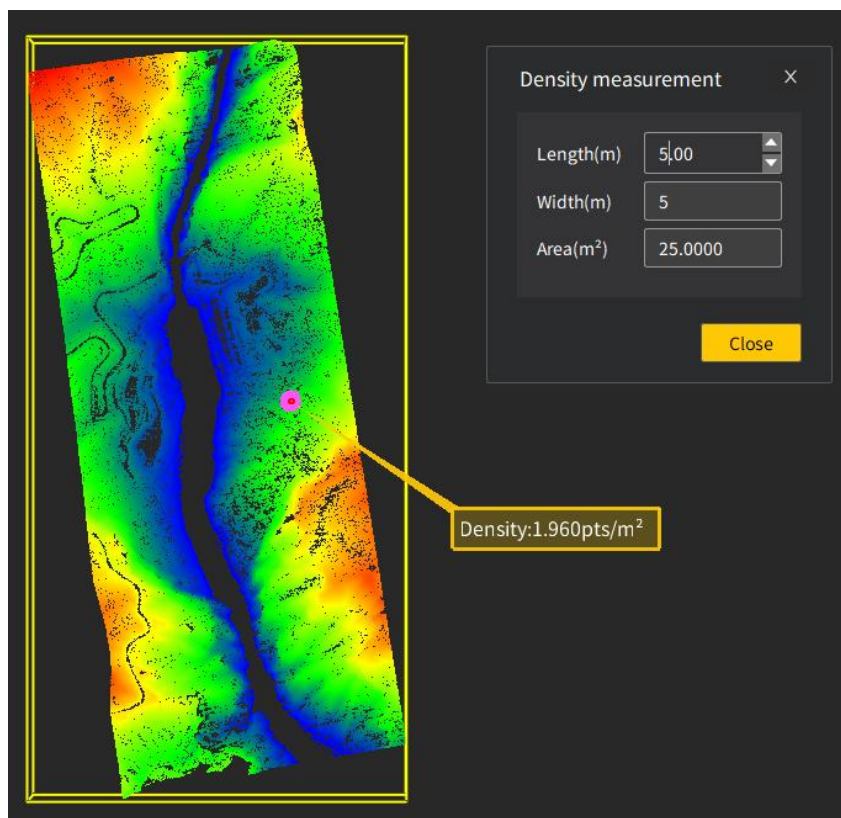 Density measurement X
Length(m) 5.00
Width(m) 5
Area(m²) 25.0000
Close
Density:1.960pts/m²